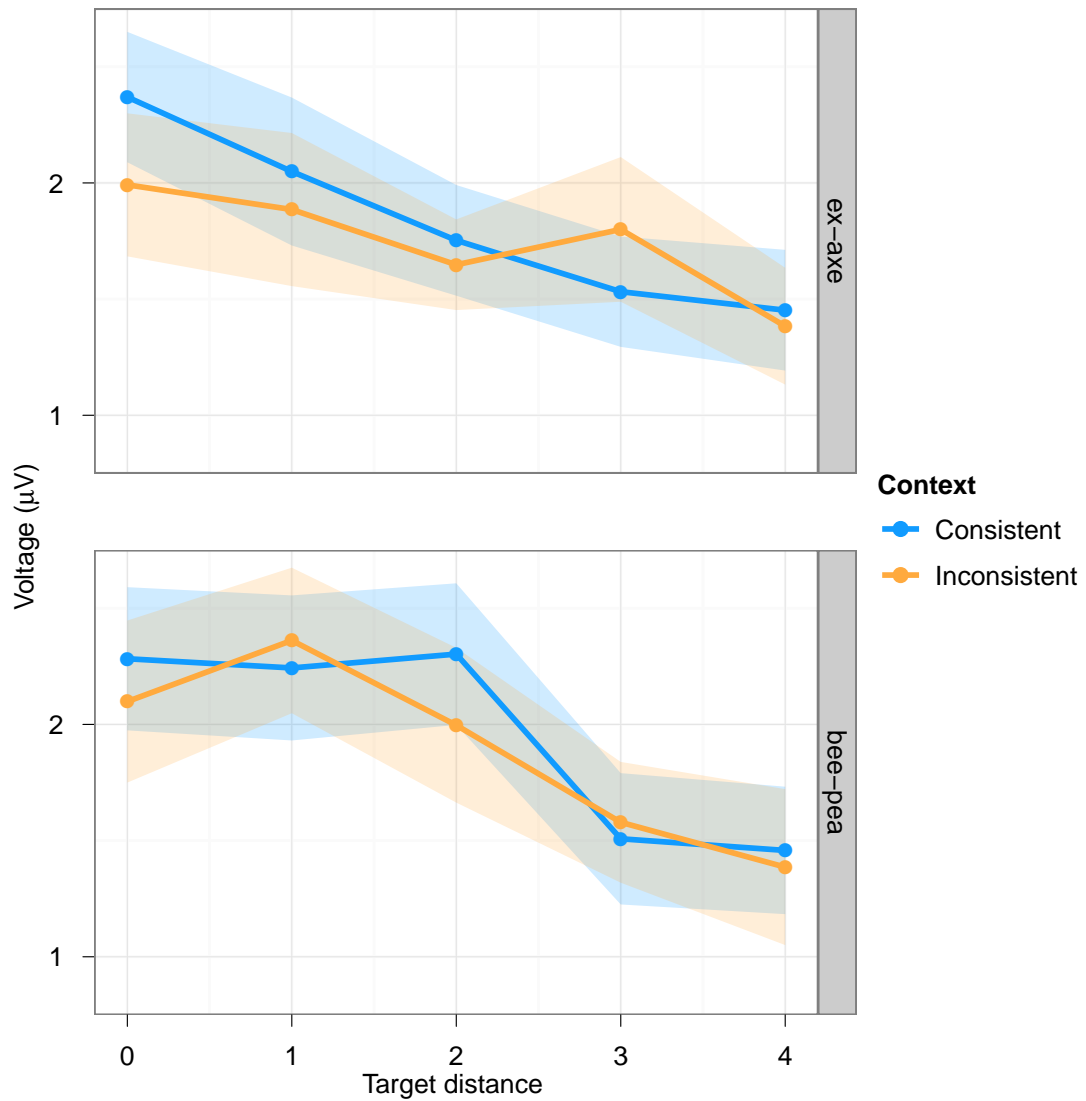 2
1
ex−axe
Voltage (μV)
2
1
bee−pea
0 1 2 3 4
Target distance
Context
Consistent
Inconsistent